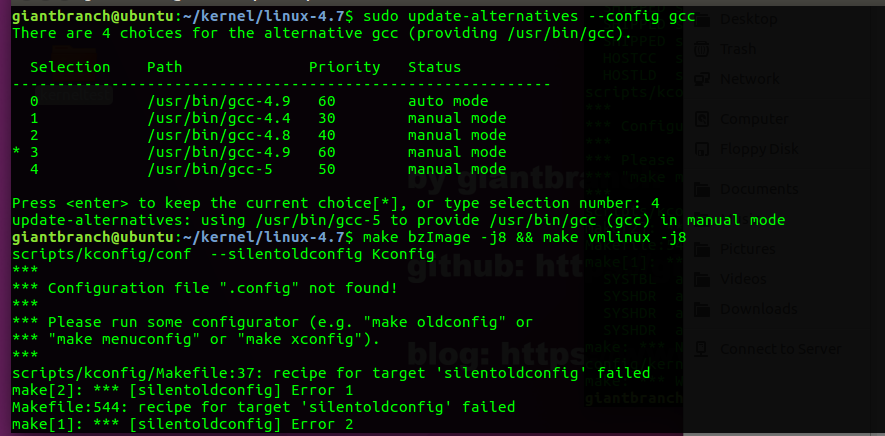 giantbranch@ubuntu:~/kernel/linux-4.7$ sudo update-alternatives --config gcc
There are 4 choices for the alternative gcc (providing /usr/bin/gcc).
Selection Path Priority Status
------------------------------------------------------------
0 /usr/bin/gcc-4.9 60 auto mode
1 /usr/bin/gcc-4.4 30 manual mode
2 /usr/bin/gcc-4.8 40 manual mode
* 3 /usr/bin/gcc-4.9 60 manual mode
4 /usr/bin/gcc-5 50 manual mode
Press <enter> to keep the current choice[*], or type selection number: 4
update-alternatives: using /usr/bin/gcc-5 to provide /usr/bin/gcc (gcc) in manual mode
giantbranch@ubuntu:~/kernel/linux-4.7$ make bzImage -j8 && make vmlinux -j8
scripts/kconfig/conf --silentoldconfig Kconfig
***
*** Configuration file ".config" not found!
***
*** Please run some configurator (e.g. "make oldconfig" or
*** "make menuconfig" or "make xconfig").
***
scripts/kconfig/Makefile:37: recipe for target 'silentoldconfig' failed
make[2]: *** [silentoldconfig] Error 1
Makefile:544: recipe for target 'silentoldconfig' failed
make[1]: *** [silentoldconfig] Error 2
by giantbran
github: http
blog: https
Desktop
Trash
Network
Computer
Floppy Disk
Documents
Pictures
Videos
Downloads
Connect to Server